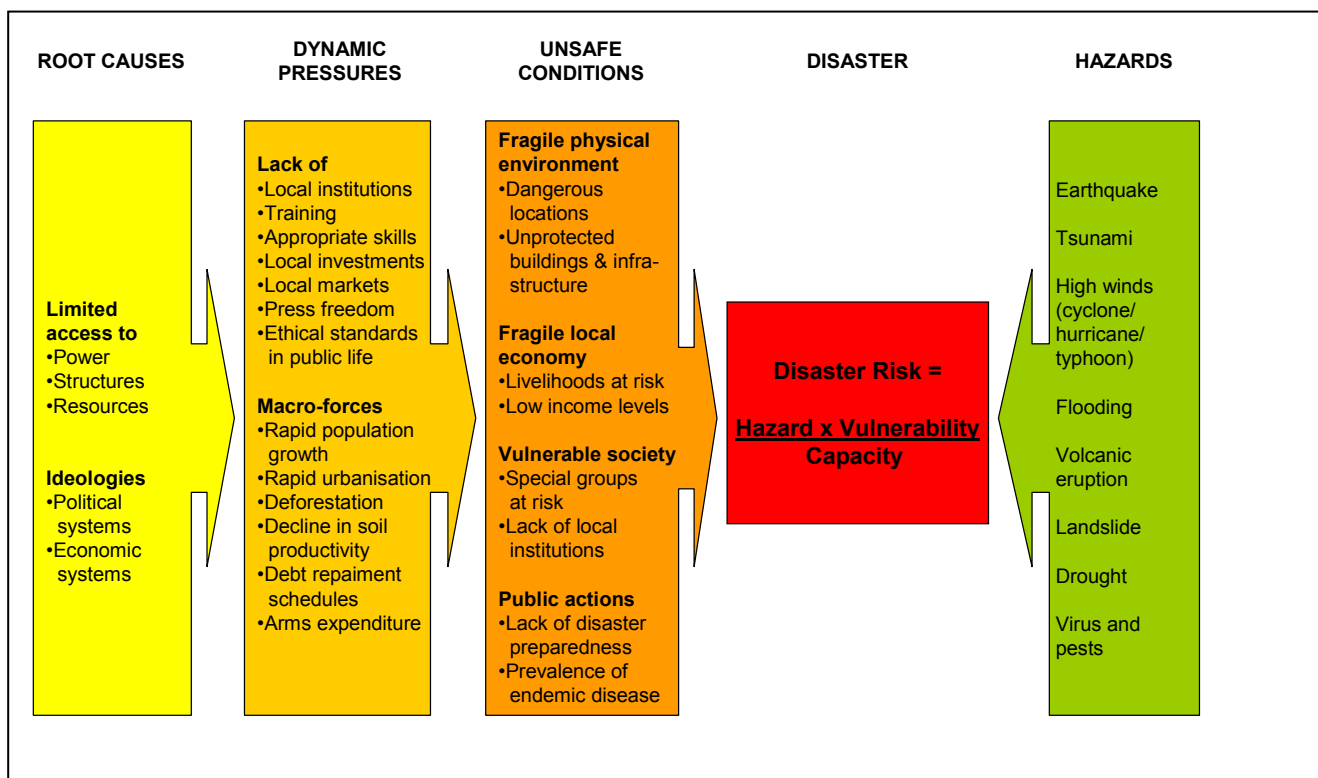 ROOT CAUSES
DYNAMIC
PRESSURES
UNSAFE
CONDITIONS
DISASTER
HAZARDS
Limited
access to
•Power
•Structures
•Resources
Ideologies
•Political
systems
•Economic
systems
Lack of
•Local institutions
•Training
•Appropriate skills
•Local investments
•Local markets
•Press freedom
•Ethical standards
in public life
Macro-forces
•Rapid population
growth
•Rapid urbanisation
•Deforestation
•Decline in soil
productivity
•Debt repaiment
schedules
•Arms expenditure
Fragile physical
environment
•Dangerous
locations
•Unprotected
buildings & infra-
structure
Fragile local
economy
•Livelihoods at risk
•Low income levels
Vulnerable society
•Special groups
at risk
•Lack of local
institutions
Public actions
•Lack of disaster
preparedness
•Prevalence of
endemic disease
Disaster Risk =
Hazard x Vulnerability
Capacity
Earthquake
Tsunami
High winds
(cyclone/
hurricane/
typhoon)
Flooding
Volcanic
eruption
Landslide
Drought
Virus and
pests